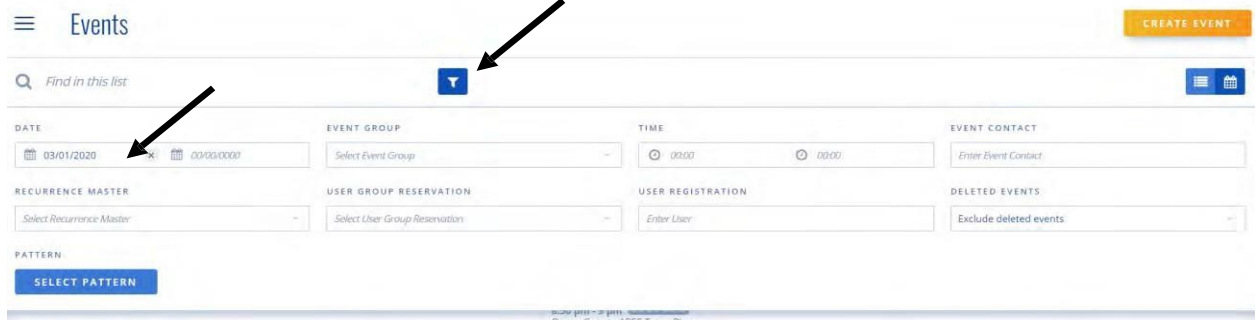 Events
CREATE EVENT
Find in this list
DATE EVENT GROUP TIME EVENT CONTACT
03/01/2020 × 00/00/0000 Select Event Group 00:00 00:00 Enter Event Contact
RECURRENCE MASTER USER GROUP RESERVATION USER REGISTRATION DELETED EVENTS
Select Recurrence Master Select User Group Reservation Enter User Exclude deleted events
PATTERN
SELECT PATTERN